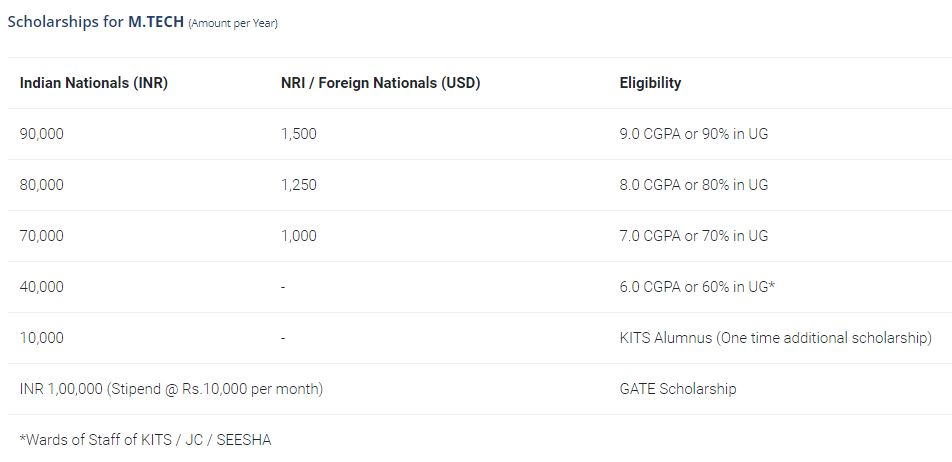 Scholarships for M.TECH (Amount per Year)
Indian Nationals (INR) NRI / Foreign Nationals (USD) Eligibility
90,000 1,500 9.0 CGPA or 90% in UG
80,000 1,250 8.0 CGPA or 80% in UG
70,000 1,000 7.0 CGPA or 70% in UG
40,000 - 6.0 CGPA or 60% in UG*
10,000 - KITS Alumnus (One time additional scholarship)
INR 1,00,000 (Stipend @ Rs.10,000 per month) GATE Scholarship
*Wards of Staff of KITS / JC / SEESHA